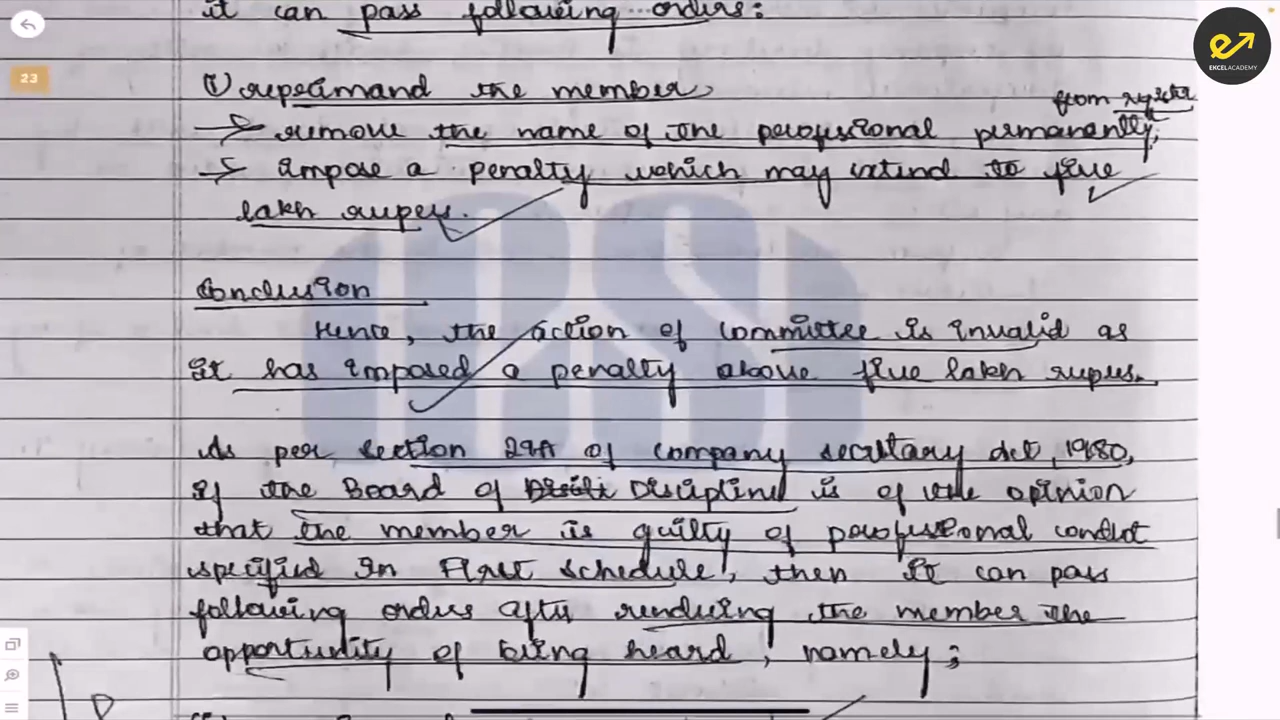 it can pass following orders:
23
EKCELACADEMY
(i) reprimand the member
from register
→ remove the name of the professional permanently;
→ impose a penalty which may extend to five
lakh rupees.
Conclusion
Hence, the action of committee is invalid as
it has imposed a penalty above five lakh rupees.
As per section 29A of company secretary Act, 1980,
if the Board of Discipline is of the opinion
that the member is guilty of professional conduct
specified in First schedule, then it can pass
following orders after rendering the member the
opportunity of being heard, namely;